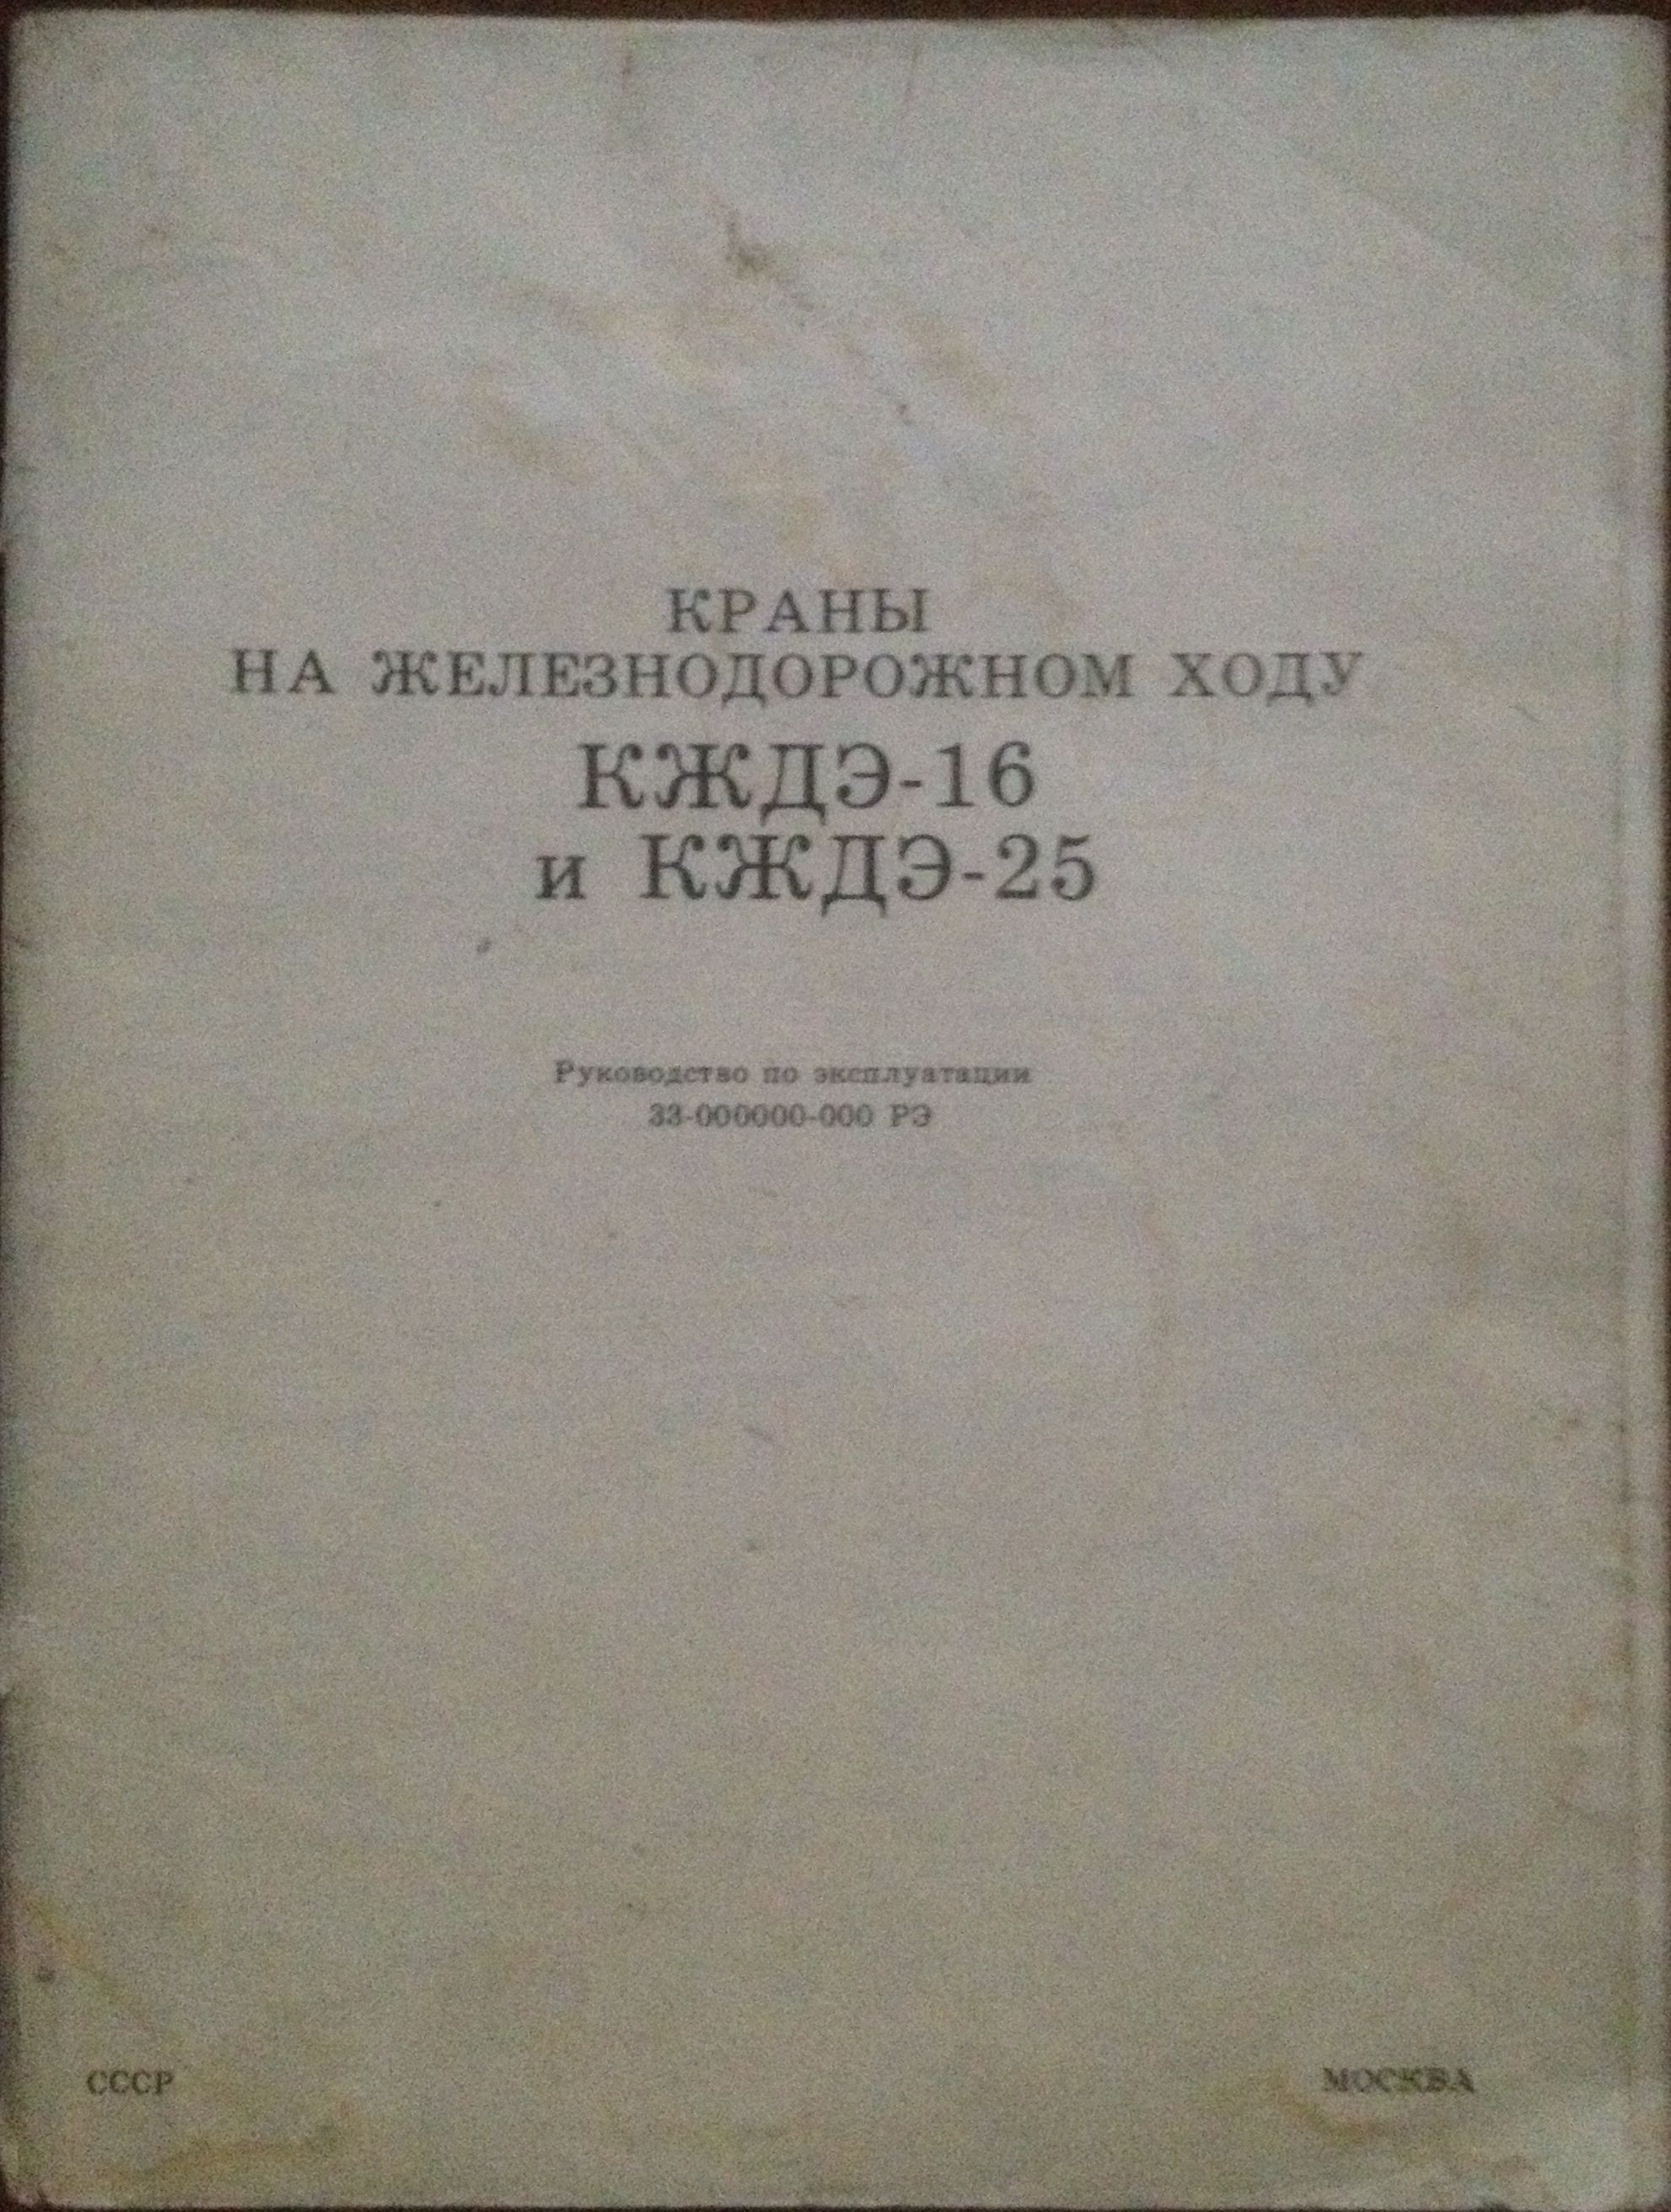 КРАНЫ
НА ЖЕЛЕЗНОДОРОЖНОМ ХОДУ
КЖДЭ-16
и КЖДЭ-25
Руководство по эксплуатации
33-000000-000 РЭ
СССР
МОСКВА